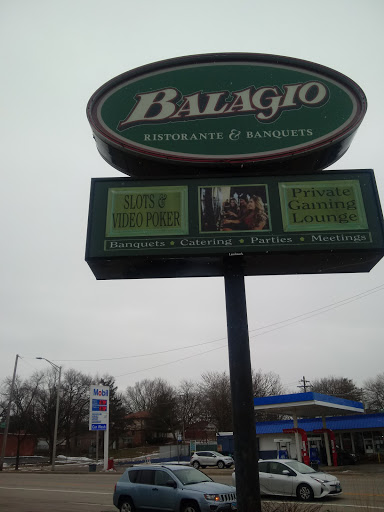 BALAGIO
RISTORANTE & BANQUETS
SLOTS &
VIDEO POKER
Private
Gaming
Lounge
Banquets • Catering • Parties • Meetings
Mobil